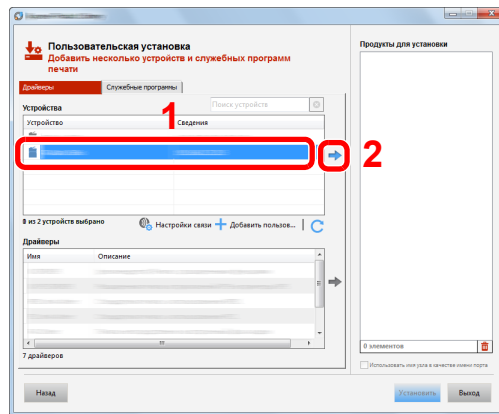 Пользовательская установка
Добавить несколько устройств и служебных программ
печати
Продукты для установки
Драйверы
Служебные программы
Устройства
Поиск устройств
Устройство
Сведения
1
2
из 2 устройств выбрано
Настройки связи
Добавить пользов...
Драйверы
Имя
Описание
7 драйверов
0 элементов
Использовать имя узла в качестве имени порта
Назад
Установить
Выход